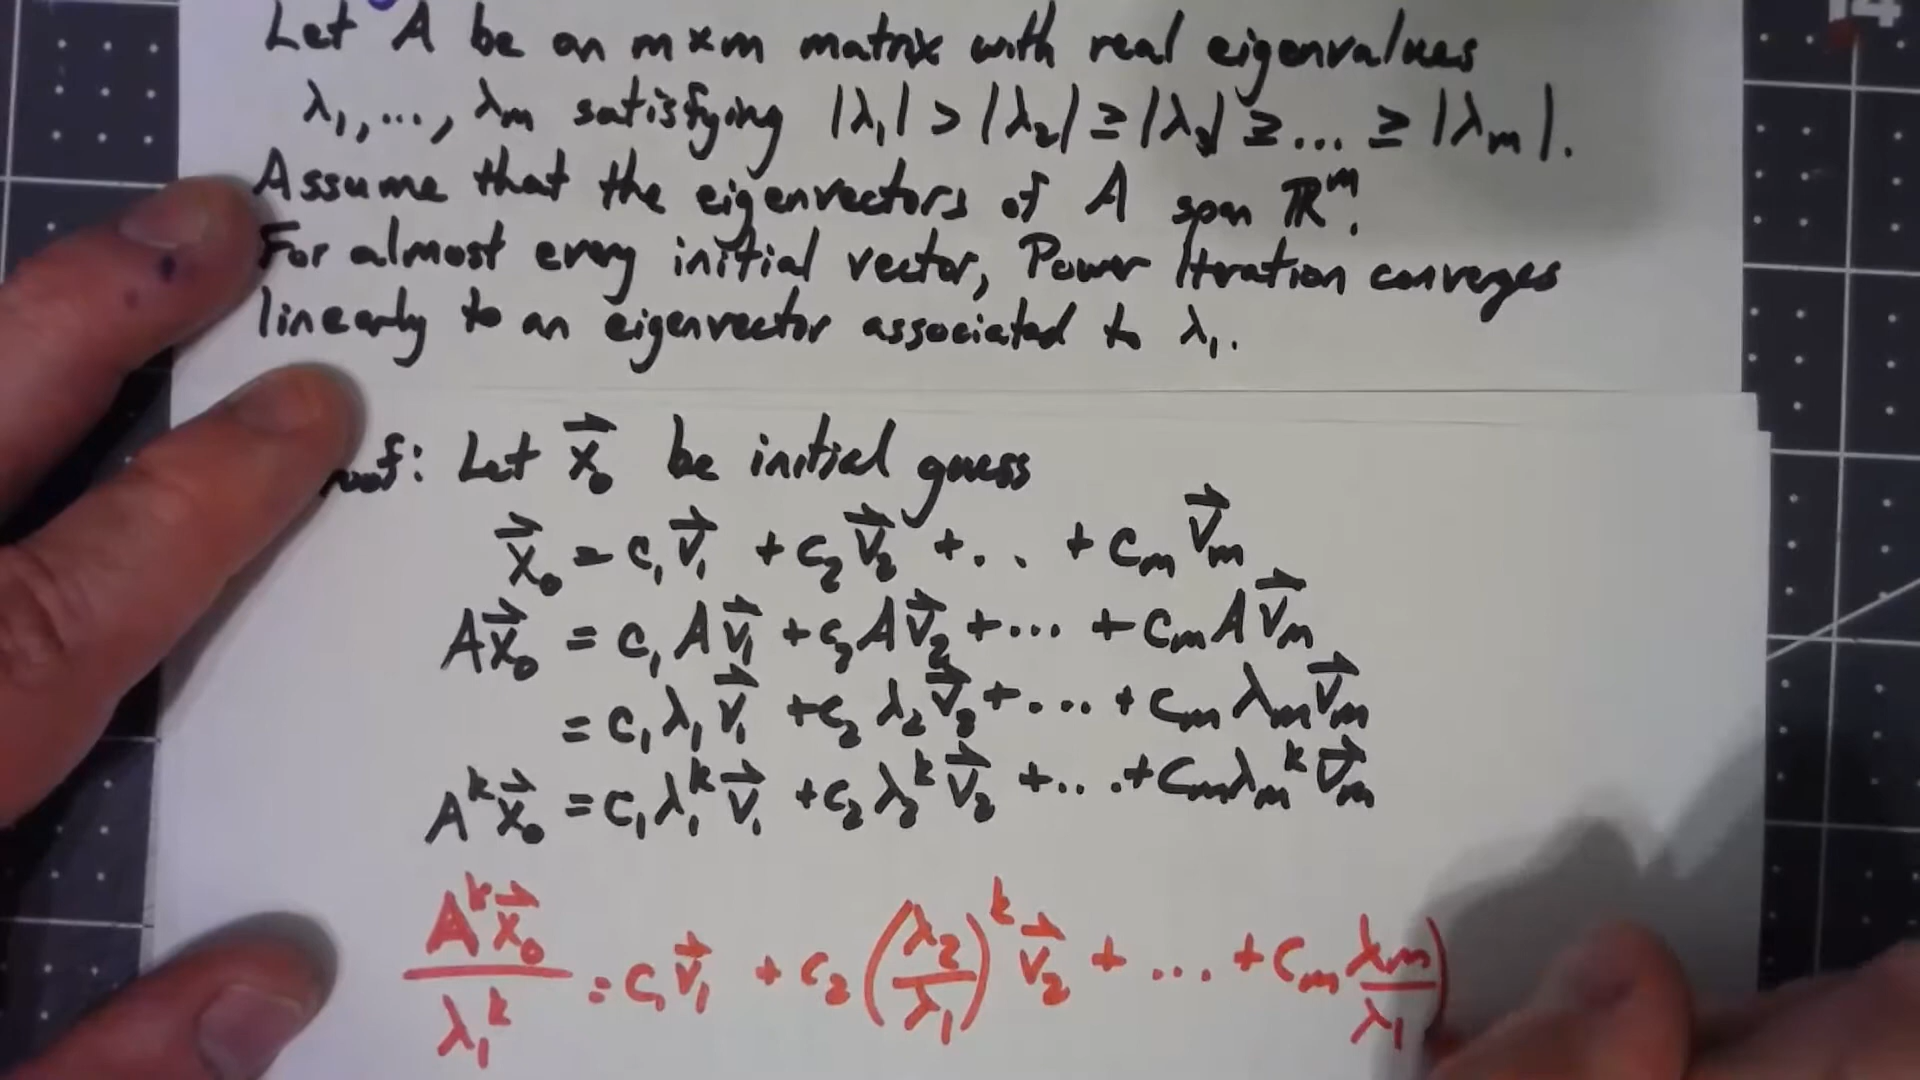 14
Let A be an m×m matrix with real eigenvalues
λ₁, ..., λₘ satisfying |λ₁| > |λ₂| ≥ |λ₃| ≥ ... ≥ |λₘ|.
Assume that the eigenvectors of A span ℝᵐ.
For almost every initial vector, Power Iteration converges
linearly to an eigenvector associated to λ₁.
oof: Let x⃗₀ be initial guess
x⃗₀ = c₁v⃗₁ + c₂v⃗₂ + ... + cₘv⃗ₘ
Ax⃗₀ = c₁Av⃗₁ + c₂Av⃗₂ + ... + cₘAv⃗ₘ
= c₁λ₁v⃗₁ + c₂λ₂v⃗₂ + ... + cₘλₘv⃗ₘ
Aᵏx⃗₀ = c₁λ₁ᵏv⃗₁ + c₂λ₂ᵏv⃗₂ + ... + cₘλₘᵏv⃗ₘ
Aᵏx⃗₀/λ₁ᵏ = c₁v⃗₁ + c₂(λ₂/λ₁)ᵏv⃗₂ + ... + cₘ λₘ/λ₁)